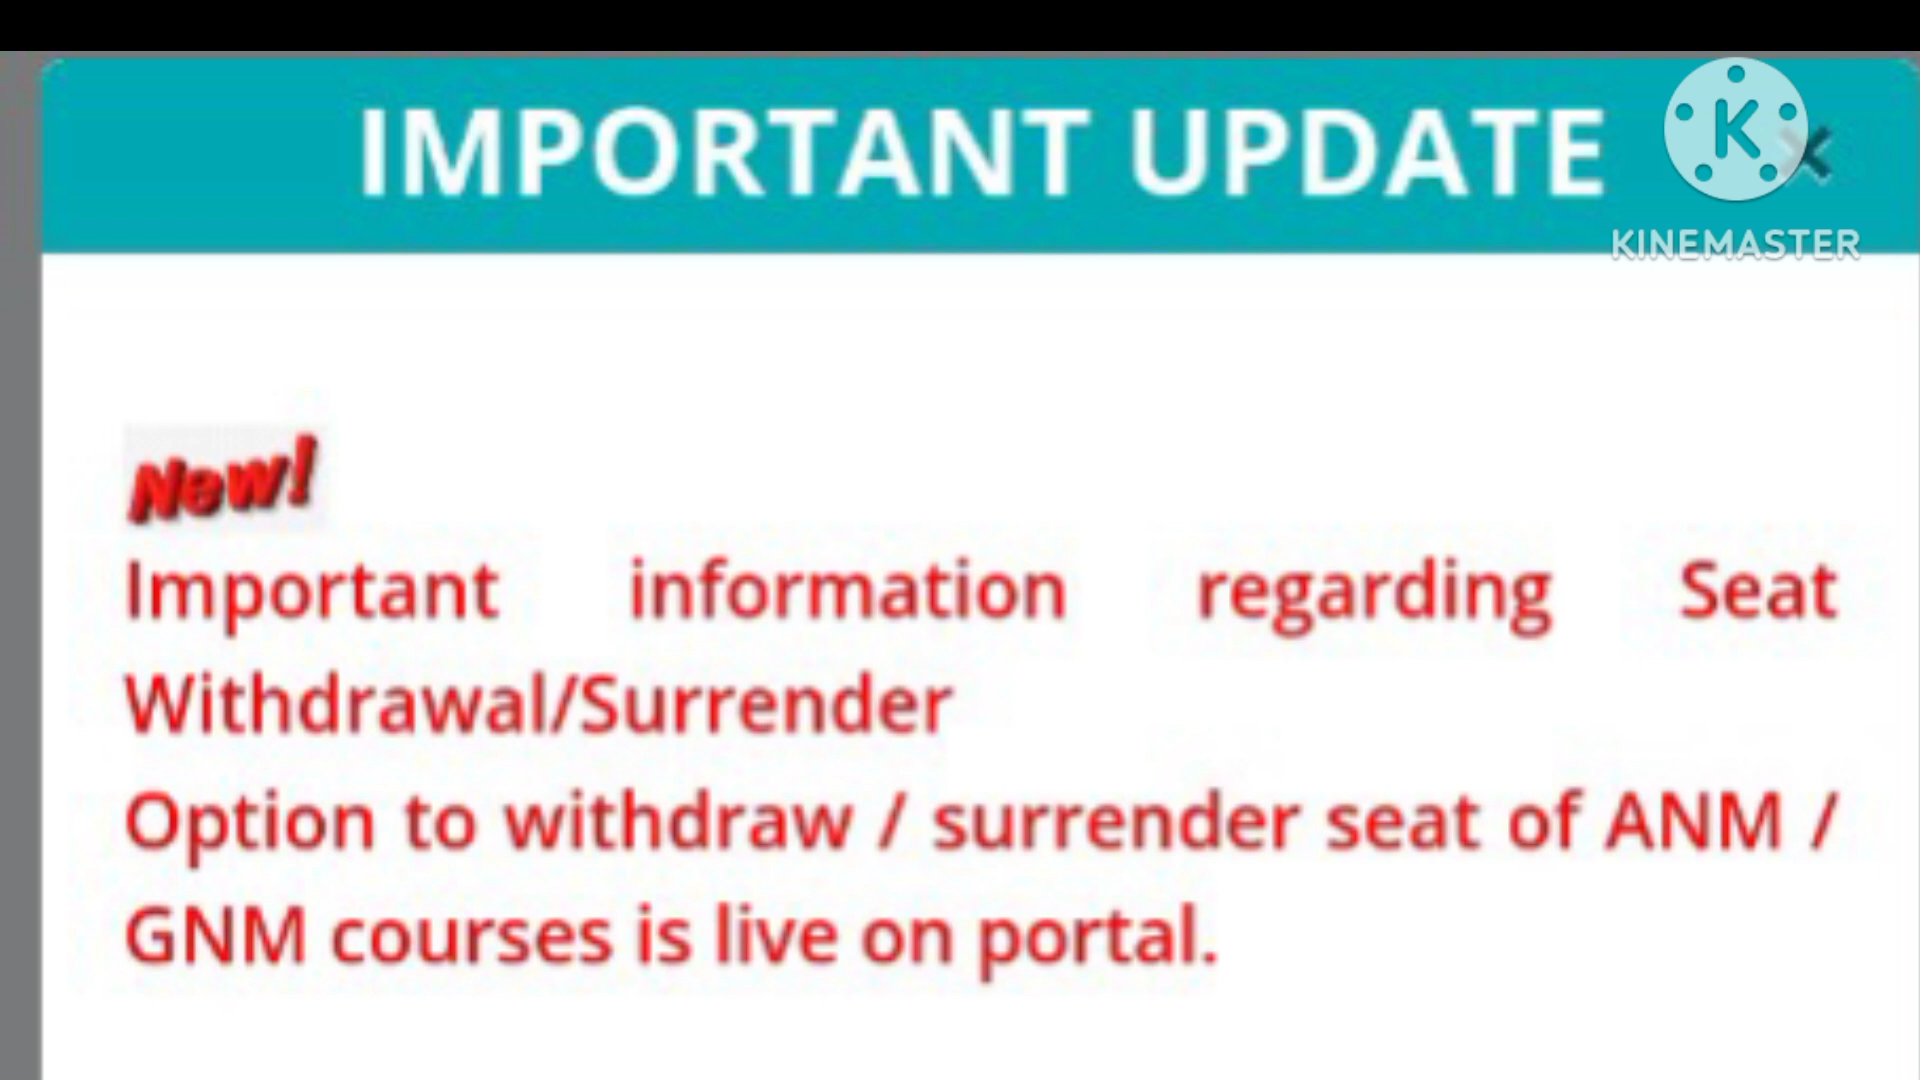 IMPORTANT UPDATE
KINEMASTER
New!
Important information regarding Seat
Withdrawal/Surrender
Option to withdraw / surrender seat of ANM /
GNM courses is live on portal.